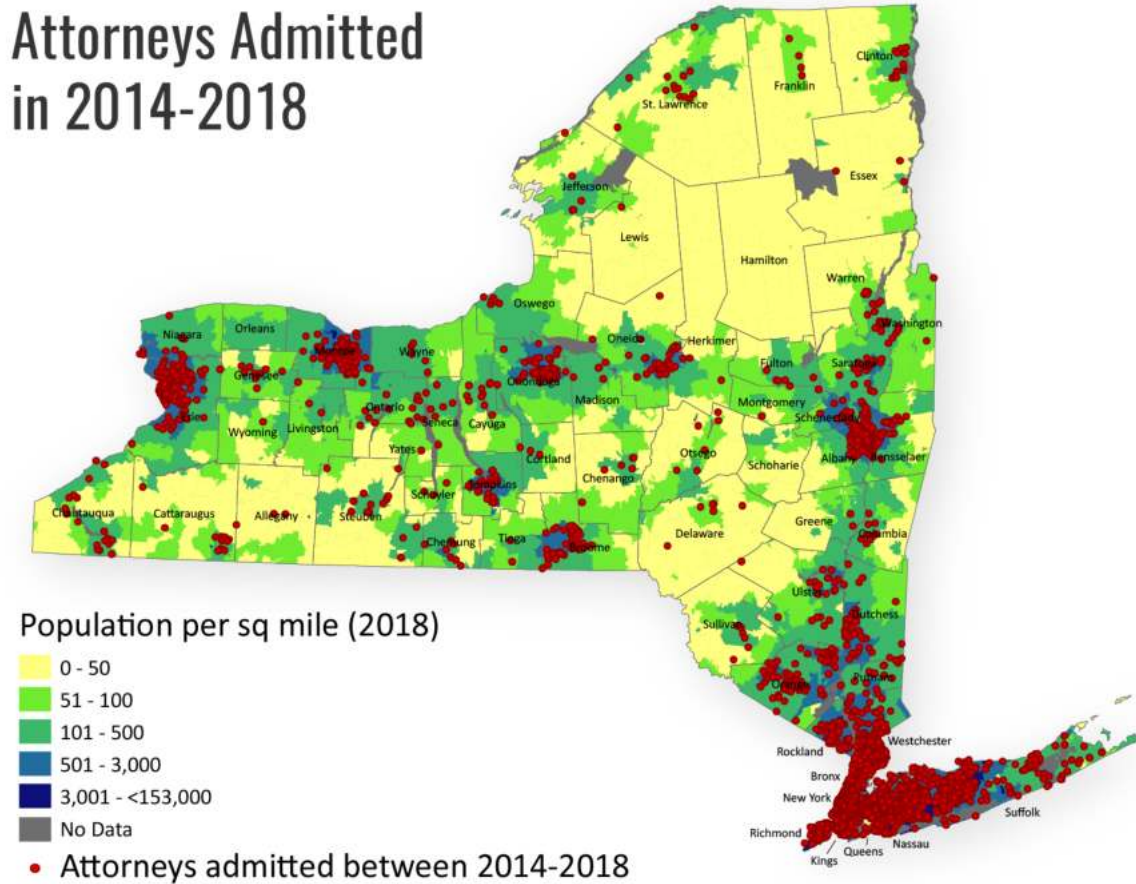 Attorneys Admitted
in 2014-2018
Clinton
Franklin
St. Lawrence
Essex
Jefferson
Lewis
Hamilton
Warren
Oswego
Washington
Niagara
Orleans
Oneida
Herkimer
Monroe
Wayne
Fulton
Saratoga
Genesee
Onondaga
Madison
Montgomery
Ontario
Schenectady
Erie
Seneca
Cayuga
Wyoming
Livingston
Yates
Cortland
Otsego
Schoharie
Albany
Rensselaer
Chenango
Tompkins
Schuyler
Chautauqua
Cattaraugus
Allegany
Steuben
Delaware
Greene
Columbia
Chemung
Tioga
Broome
Ulster
Dutchess
Sullivan
Orange
Putnam
Population per sq mile (2018)
0 - 50
51 - 100
101 - 500
501 - 3,000
3,001 - <153,000
No Data
Attorneys admitted between 2014-2018
Westchester
Rockland
Bronx
New York
Suffolk
Richmond
Nassau
Queens
Kings